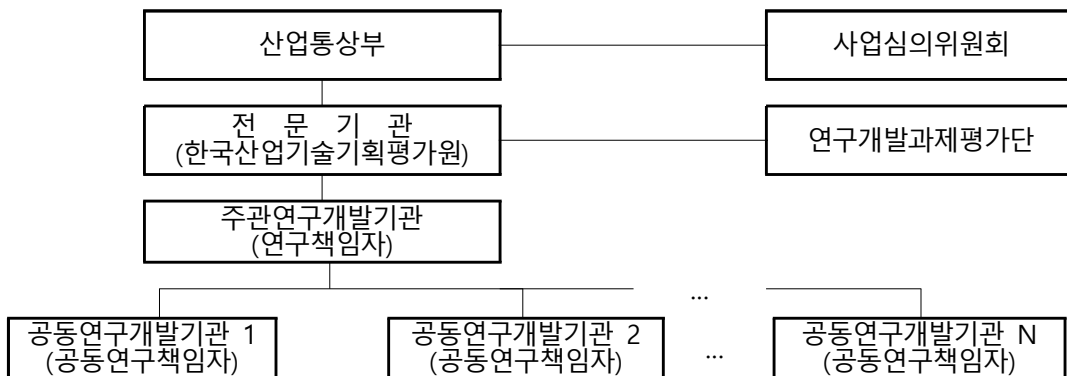 산업통상부
사업심의위원회
전 문 기 관
(한국산업기술기획평가원)
연구개발과제평가단
주관연구개발기관
(연구책임자)
...
공동연구개발기관 1
(공동연구책임자)
공동연구개발기관 2
(공동연구책임자)
...
공동연구개발기관 N
(공동연구책임자)